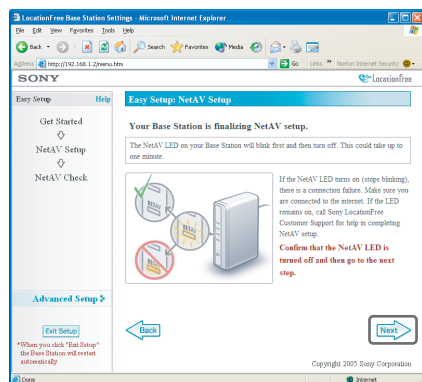 LocationFree Base Station Settings - Microsoft Internet Explorer
File Edit View Favorites Tools Help
Back Search Favorites Media
Address http://192.168.1.2/menu.htm Go Links » Norton Internet Security
SONY
LocationFree
Easy Setup Help
Easy Setup: NetAV Setup
Get Started
NetAV Setup
NetAV Check
Your Base Station is finalizing NetAV setup.
The NetAV LED on your Base Station will blink first and then turn off. This could take up to
one minute.
NETAV
NETAV
NETAV
If the NetAV LED turns on (stops blinking),
there is a connection failure. Make sure you
are connected to the internet. If the LED
remains on, call Sony LocationFree
Customer Support for help in completing
NetAV setup.
Confirm that the NetAV LED is
turned off and then go to the next
step.
Advanced Setup
Exit Setup
*When you click "Exit Setup"
the Base Station will restart
automatically.
Back
Next
Copyright 2005 Sony Corporation
Done
Internet